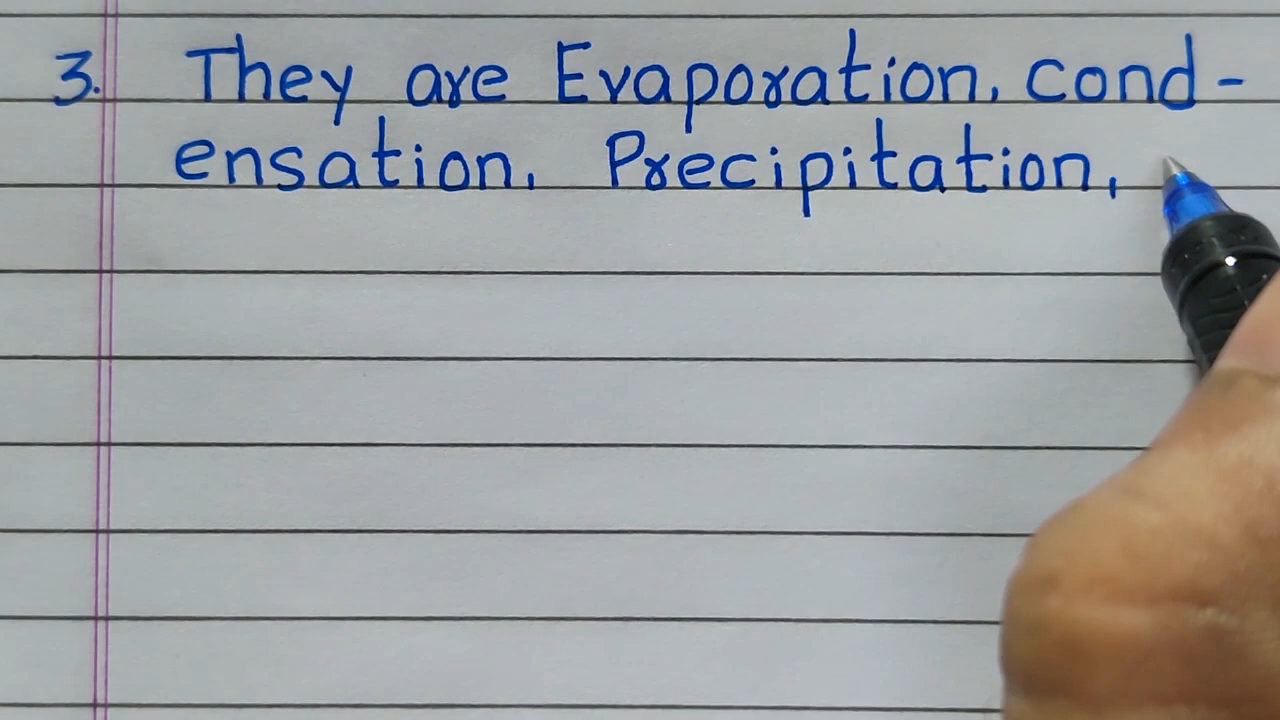 3. They are Evaporation, cond-
ensation, Precipitation,